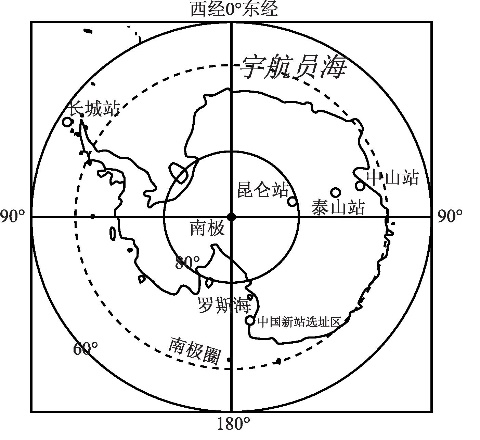 西经0°东经
宇航员海
长城站
中山站
昆仑站
泰山站
90°
90°
南极
80°
罗斯海
中国新站选址区
南极圈
60°
180°